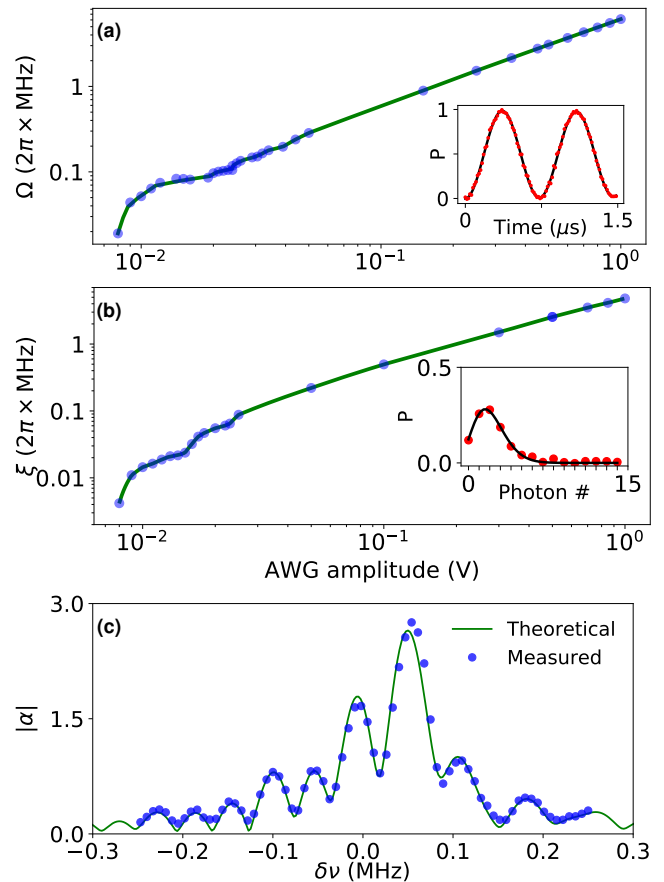 (a)
Ω (2π × MHz)
1
0.1
10⁻² 10⁻¹ 10⁰
P
1
0
0 1.5
Time (μs)
(b)
ξ (2π × MHz)
1
0.1
0.01
10⁻² 10⁻¹ 10⁰
P
0.5
0.0
0 15
Photon #
AWG amplitude (V)
(c)
|α|
3.0
1.5
0.0
Theoretical
Measured
−0.3 −0.2 −0.1 0.0 0.1 0.2 0.3
δν (MHz)